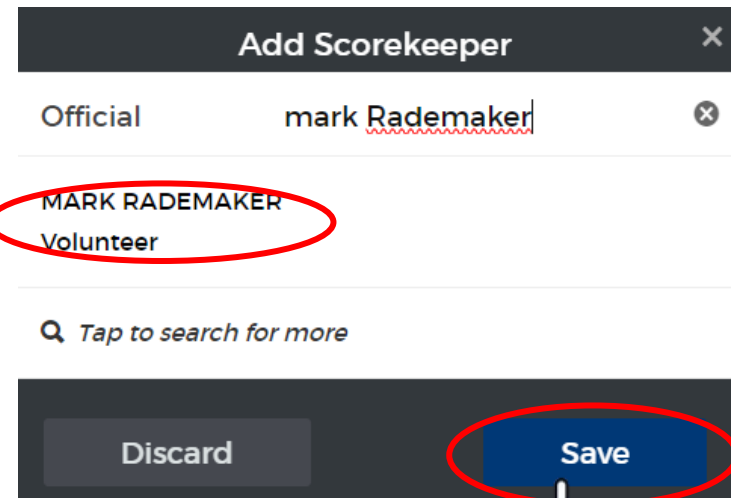 Add Scorekeeper ×
Official mark Rademaker
MARK RADEMAKER
Volunteer
Tap to search for more
Discard Save